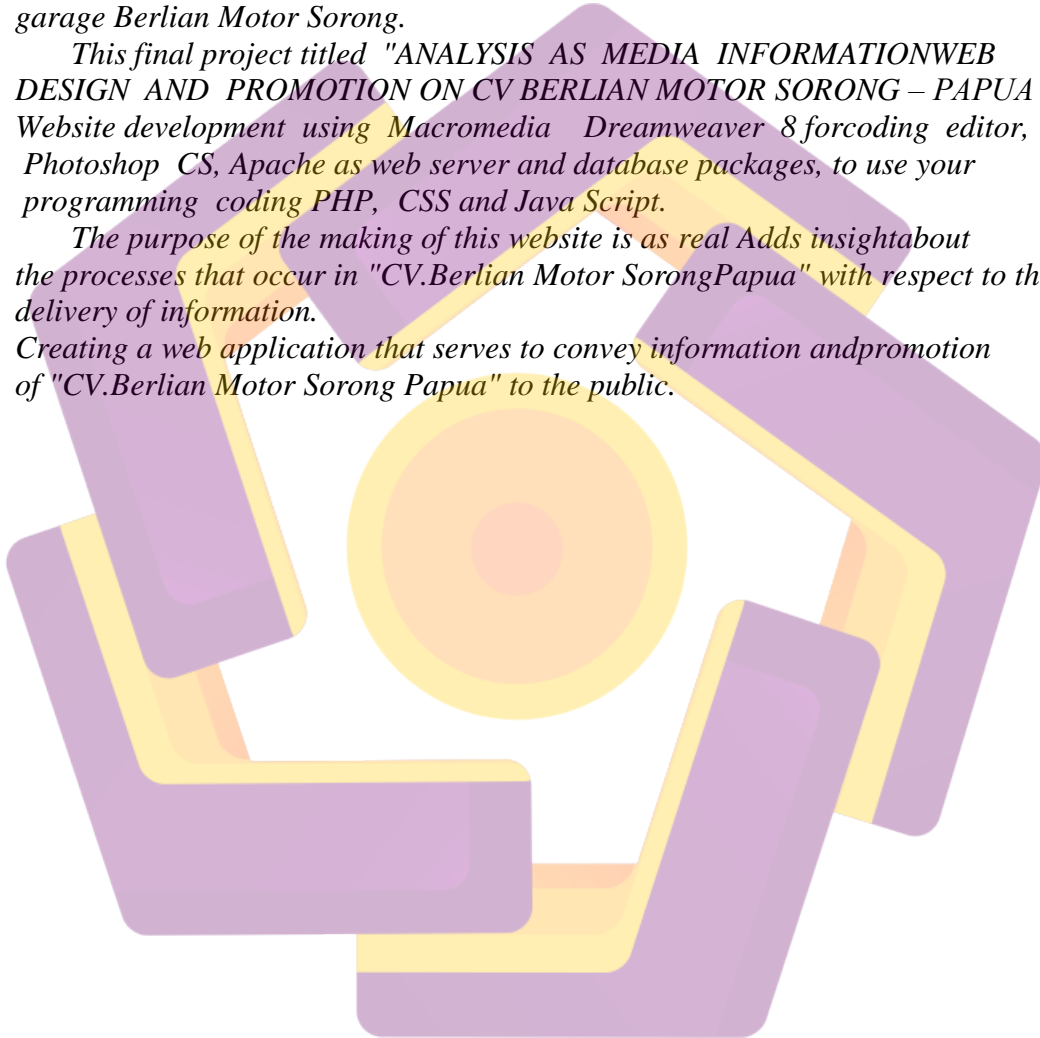 garage Berlian Motor Sorong.
This final project titled "ANALYSIS AS MEDIA INFORMATIONWEB
DESIGN AND PROMOTION ON CV BERLIAN MOTOR SORONG – PAPUA
Website development using Macromedia Dreamweaver 8 forcoding editor,
Photoshop CS, Apache as web server and database packages, to use your
programming coding PHP, CSS and Java Script.
The purpose of the making of this website is as real Adds insightabout
the processes that occur in "CV.Berlian Motor SorongPapua" with respect to th
delivery of information.
Creating a web application that serves to convey information andpromotion
of "CV.Berlian Motor Sorong Papua" to the public.